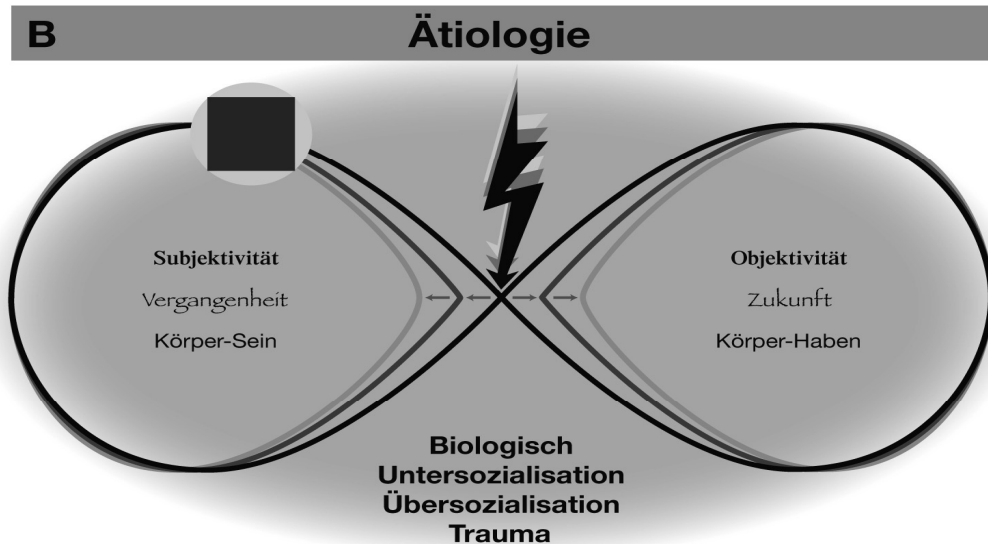 B Ätiologie
Subjektivität
Vergangenheit
Körper-Sein
Objektivität
Zukunft
Körper-Haben
Biologisch
Untersozialisation
Übersozialisation
Trauma